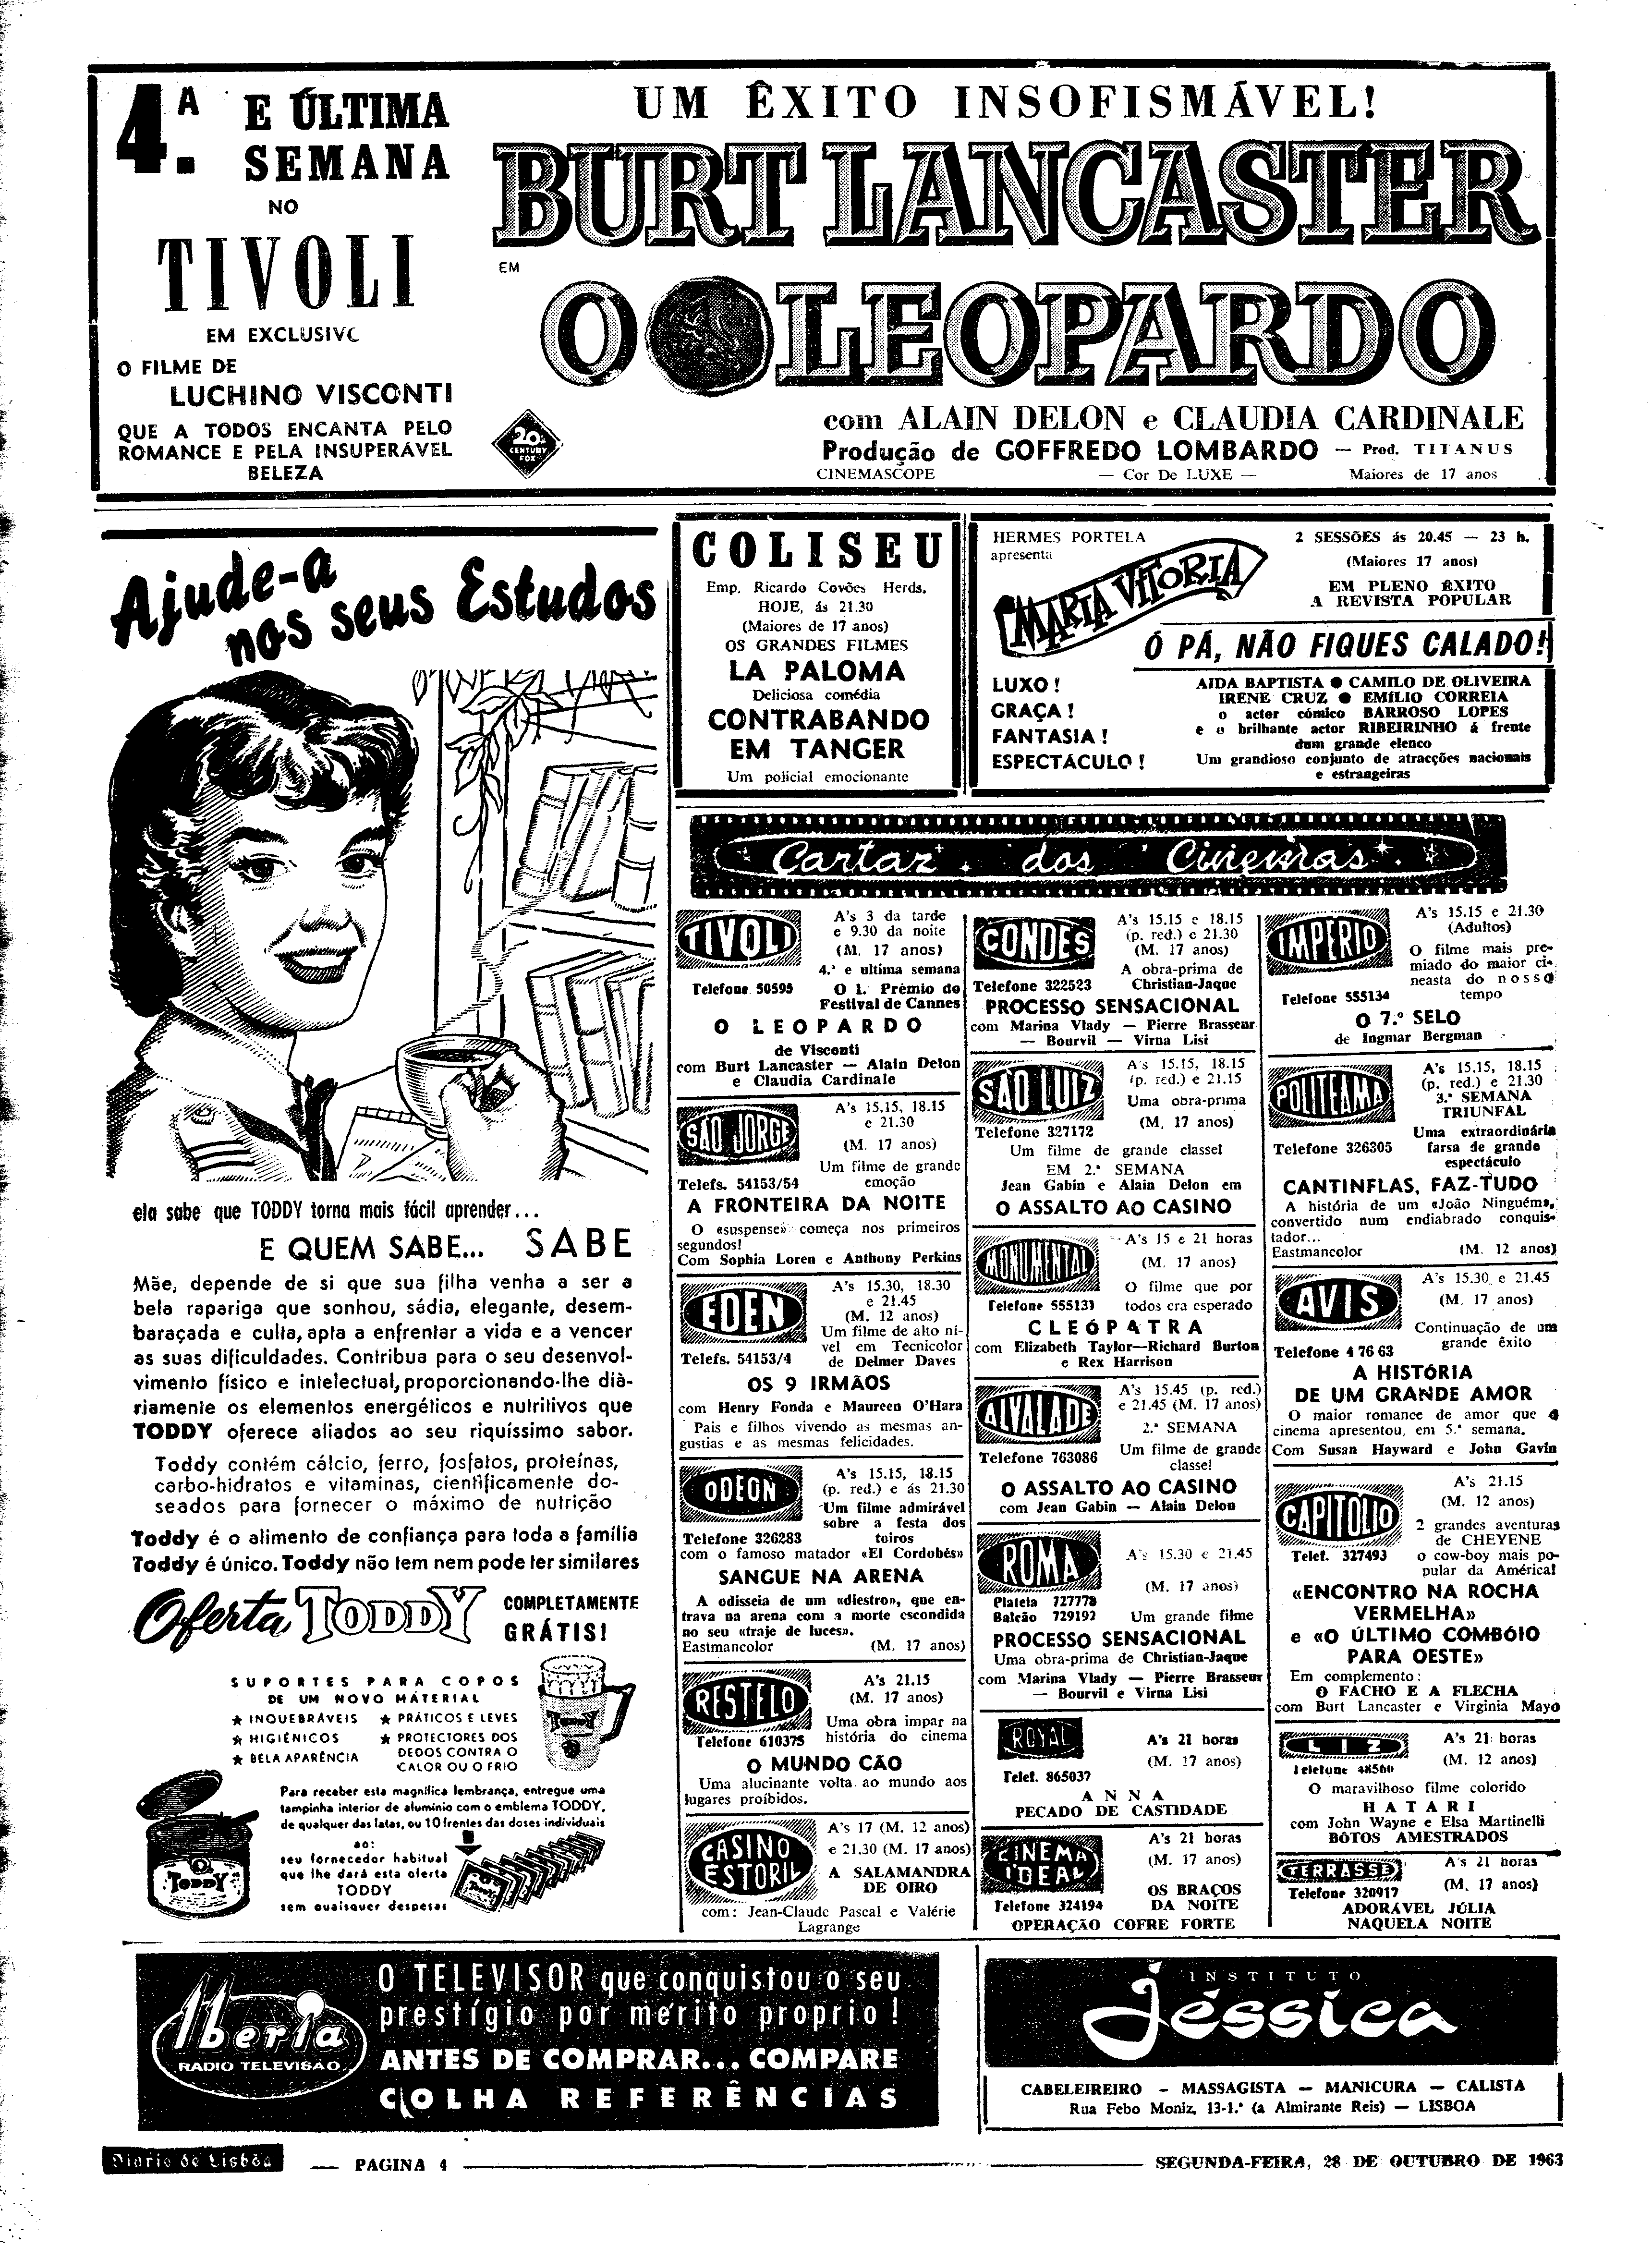 4.ª E ÚLTIMA
SEMANA
NO
TIVOLI
EM EXCLUSIVO
O FILME DE
LUCHINO VISCONTI
QUE A TODOS ENCANTA PELO
ROMANCE E PELA INSUPERÁVEL
BELEZA
UM ÊXITO INSOFISMÁVEL!
BURT LANCASTER
EM
O LEOPARDO
20th
CENTURY
FOX
com ALAIN DELON e CLAUDIA CARDINALE
Produção de GOFFREDO LOMBARDO — Prod. TITANUS
CINEMASCOPE — Cor De LUXE — Maiores de 17 anos
Ajude-a
nos seus Estudos
ela sabe que TODDY torna mais fácil aprender...
E QUEM SABE... SABE
Mãe, depende de si que sua filha venha a ser a
bela rapariga que sonhou, sádia, elegante, desem-
baraçada e culta, apta a enfrentar a vida e a vencer
as suas dificuldades. Contribua para o seu desenvol-
vimento físico e intelectual, proporcionando-lhe dià-
riamente os elementos energéticos e nutritivos que
TODDY oferece aliados ao seu riquíssimo sabor.
Toddy contém cálcio, ferro, fosfatos, proteínas,
carbo-hidratos e vitaminas, cientìficamente do-
seados para fornecer o máximo de nutrição
Toddy é o alimento de confiança para toda a família
Toddy é único. Toddy não tem nem pode ter similares
Oferta TODDY COMPLETAMENTE
GRÁTIS!
SUPORTES PARA COPOS
DE UM NOVO MATERIAL
★ INQUEBRÁVEIS ★ PRÁTICOS E LEVES
★ HIGIÉNICOS ★ PROTECTORES DOS
DEDOS CONTRA O
CALOR OU O FRIO
★ BELA APARÊNCIA
TODDY
Para receber esta magnífica lembrança, entregue uma
tampinha interior de alumínio com o emblema TODDY,
de qualquer das latas, ou 10 frentes das doses individuais
ao:
seu fornecedor habitual
que lhe dará esta oferta
TODDY
sem quaisquer despesas
TODDY
COLISEU
Emp. Ricardo Covões Herds.
HOJE, ás 21.30
(Maiores de 17 anos)
OS GRANDES FILMES
LA PALOMA
Deliciosa comédia
CONTRABANDO
EM TANGER
Um policial emocionante
HERMES PORTELA
apresenta
MARIA VITORIA
2 SESSÕES ás 20.45 — 23 h.
(Maiores 17 anos)
EM PLENO ÊXITO
A REVISTA POPULAR
Ó PÁ, NÃO FIQUES CALADO!
LUXO!
GRAÇA!
FANTASIA!
ESPECTÁCULO!
AIDA BAPTISTA ● CAMILO DE OLIVEIRA
IRENE CRUZ ● EMÍLIO CORREIA
o actor cómico BARROSO LOPES
e o brilhante actor RIBEIRINHO á frente
dum grande elenco
Um grandioso conjunto de atracções nacionais
e estrangeiras
Cartaz dos Cinemas
TIVOLI
A's 3 da tarde
e 9.30 da noite
(M. 17 anos)
4.ª e ultima semana
Telefone 50595
O 1. Prémio do
Festival de Cannes
O LEOPARDO
de Visconti
com Burt Lancaster — Alain Delon
e Claudia Cardinale
SÃO JORGE
A's 15.15, 18.15
e 21.30
(M. 17 anos)
Um filme de grande
emoção
Telefs. 54153/54
A FRONTEIRA DA NOITE
O «suspense» começa nos primeiros
segundos!
Com Sophia Loren e Anthony Perkins
EDEN
A's 15.30, 18.30
e 21.45
(M. 12 anos)
Um filme de alto ní-
vel em Tecnicolor
de Delmer Daves
Telefs. 54153/4
OS 9 IRMÃOS
com Henry Fonda e Maureen O'Hara
Pais e filhos vivendo as mesmas an-
gustias e as mesmas felicidades.
ODEON
A's 15.15, 18.15
(p. red.) e ás 21.30
Um filme admirável
sobre a festa dos
toiros
Telefone 326283
com o famoso matador «El Cordobés»
SANGUE NA ARENA
A odisseia de um «diestro», que en-
trava na arena com a morte escondida
no seu «traje de luces».
Eastmancolor (M. 17 anos)
RESTELO
A's 21.15
(M. 17 anos)
Uma obra impar na
história do cinema
Telefone 610375
O MUNDO CÃO
Uma alucinante volta ao mundo aos
lugares proíbidos.
CASINO
ESTORIL
A's 17 (M. 12 anos)
e 21.30 (M. 17 anos)
A SALAMANDRA
DE OIRO
com: Jean-Claude Pascal e Valérie
Lagrange
CONDES
A's 15.15 e 18.15
(p. red.) e 21.30
(M. 17 anos)
A obra-prima de
Christian-Jaque
Telefone 322523
PROCESSO SENSACIONAL
com Marina Vlady — Pierre Brasseur
— Bourvil — Virna Lisi
SÃO LUIZ
A's 15.15, 18.15
(p. red.) e 21.15
Uma obra-prima
(M. 17 anos)
Telefone 327172
Um filme de grande classe!
EM 2.ª SEMANA
Jean Gabin e Alain Delon em
O ASSALTO AO CASINO
MONUMENTAL
A's 15 e 21 horas
(M. 17 anos)
O filme que por
todos era esperado
Telefone 555131
CLEÓPATRA
com Elizabeth Taylor—Richard Burton
e Rex Harrison
ALVALADE
A's 15.45 (p. red.)
e 21.45 (M. 17 anos)
2.ª SEMANA
Um filme de grande
classe!
Telefone 763086
O ASSALTO AO CASINO
com Jean Gabin — Alain Delon
ROMA
A's 15.30 e 21.45
(M. 17 anos)
Plateia 727778
Balcão 729192
Um grande filme
PROCESSO SENSACIONAL
Uma obra-prima de Christian-Jaque
com Marina Vlady — Pierre Brasseur
— Bourvil e Virna Lisi
ROYAL
A's 21 horas
(M. 17 anos)
Telef. 865037
ANNA
PECADO DE CASTIDADE
CINEMA
IDEAL
A's 21 horas
(M. 17 anos)
OS BRAÇOS
DA NOITE
Telefone 324194
OPERAÇÃO COFRE FORTE
IMPÉRIO
A's 15.15 e 21.30
(Adultos)
O filme mais pre-
miado do maior ci-
neasta do nosso
tempo
Telefone 555134
O 7.º SELO
de Ingmar Bergman
POLITEAMA
A's 15.15, 18.15
(p. red.) e 21.30
3.ª SEMANA
TRIUNFAL
Uma extraordinária
farsa de grande
espectáculo
Telefone 326305
CANTINFLAS, FAZ-TUDO
A história de um «João Ninguém»,
convertido num endiabrado conquis-
tador...
Eastmancolor (M. 12 anos)
AVIS
A's 15.30 e 21.45
(M. 17 anos)
Continuação de um
grande êxito
Telefone 4 76 63
A HISTÓRIA
DE UM GRANDE AMOR
O maior romance de amor que o
cinema apresentou, em 5.ª semana.
Com Susan Hayward e John Gavin
CAPITÓLIO
A's 21.15
(M. 12 anos)
2 grandes aventuras
de CHEYENE
o cow-boy mais po-
pular da América!
Telef. 327493
«ENCONTRO NA ROCHA
VERMELHA»
e «O ÚLTIMO COMBÓIO
PARA OESTE»
Em complemento:
O FACHO E A FLECHA
com Burt Lancaster e Virginia Mayo
LIZ
A's 21 horas
(M. 12 anos)
Telefone 48560
O maravilhoso filme colorido
HATARI
com John Wayne e Elsa Martinelli
BÔTOS AMESTRADOS
TERRASSE
A's 21 horas
(M. 17 anos)
Telefone 320917
ADORÁVEL JÚLIA
NAQUELA NOITE
Iberia
RADIO TELEVISÃO
O TELEVISOR que conquistou o seu
prestígio por mérito proprio!
ANTES DE COMPRAR... COMPARE
COLHA REFERÊNCIAS
INSTITUTO
Jéssica
CABELEIREIRO — MASSAGISTA — MANICURA — CALISTA
Rua Febo Moniz, 13-1.º (a Almirante Reis) — LISBOA
Diario de Lisbôa — PAGINA 4 — SEGUNDA-FEIRA, 28 DE OUTUBRO DE 1963